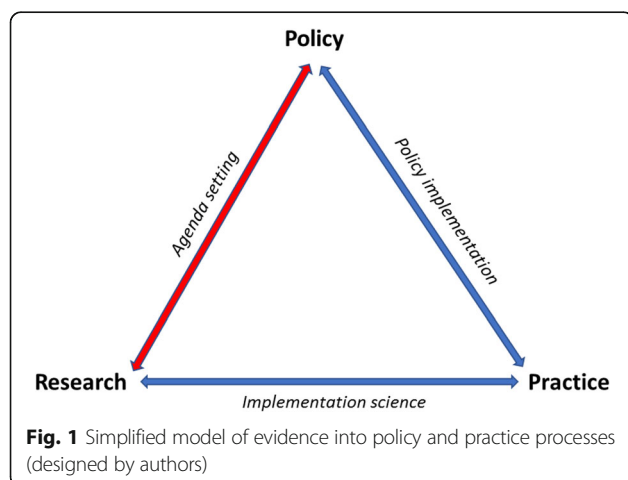 Policy
Agenda setting
Policy implementation
Research
Practice
Implementation science
Fig. 1 Simplified model of evidence into policy and practice processes
(designed by authors)